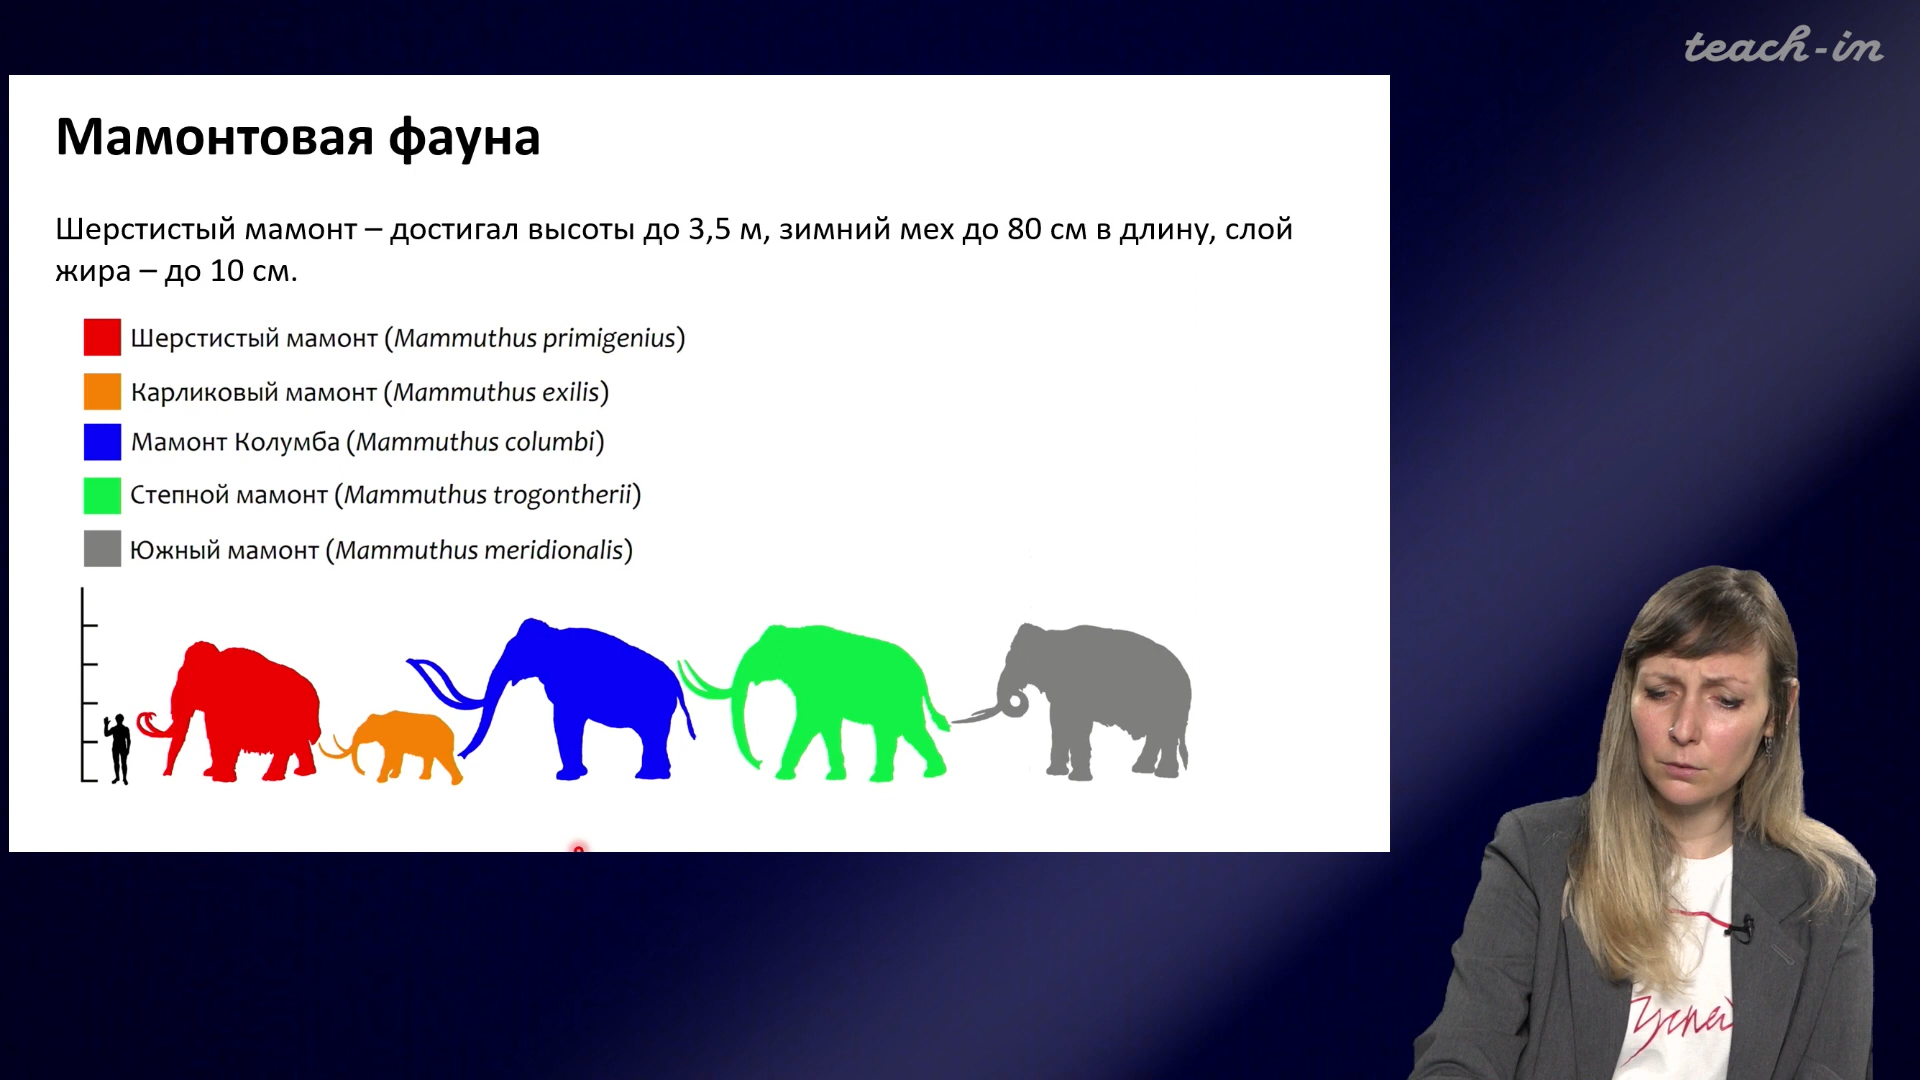 teach-in
Мамонтовая фауна
Шерстистый мамонт – достигал высоты до 3,5 м, зимний мех до 80 см в длину, слой
жира – до 10 см.
Шерстистый мамонт (Mammuthus primigenius)
Карликовый мамонт (Mammuthus exilis)
Мамонт Колумба (Mammuthus columbi)
Степной мамонт (Mammuthus trogontherii)
Южный мамонт (Mammuthus meridionalis)
Успей